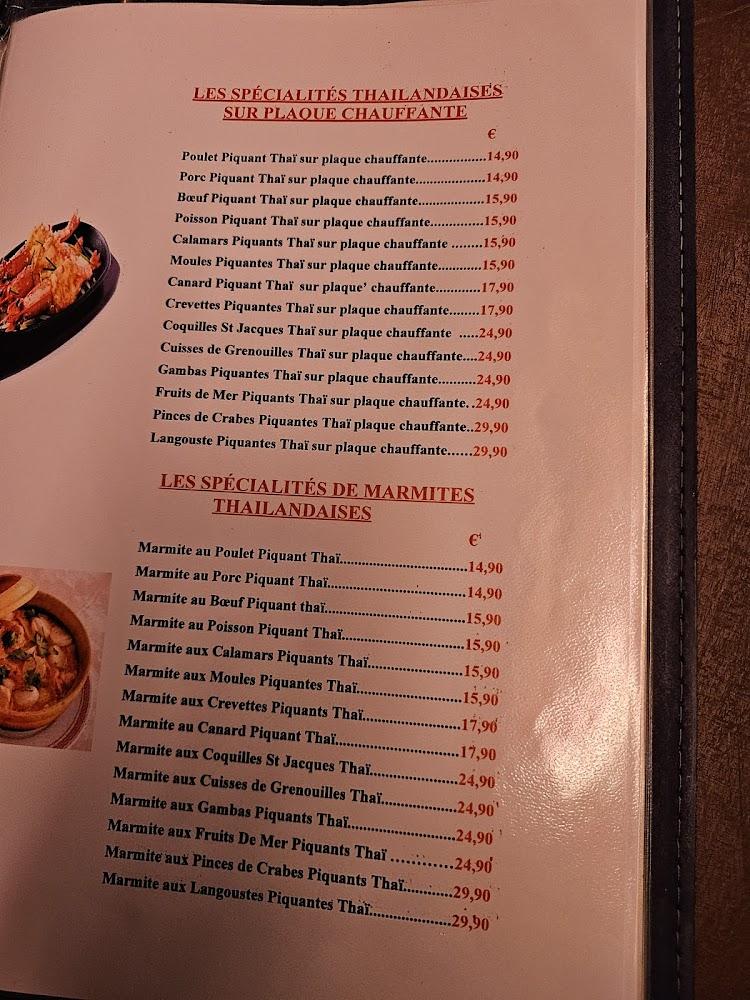 LES SPÉCIALITÉS THAILANDAISES
SUR PLAQUE CHAUFFANTE
€
Poulet Piquant Thaï sur plaque chauffante................14,90
Porc Piquant Thaï sur plaque chauffante....................14,90
Bœuf Piquant Thaï sur plaque chauffante...................15,90
Poisson Piquant Thaï sur plaque chauffante...............15,90
Calamars Piquants Thaï sur plaque chauffante ........15,90
Moules Piquantes Thaï sur plaque chauffante............15,90
Canard Piquant Thaï sur plaque' chauffante.............17,90
Crevettes Piquantes Thaï sur plaque chauffante........17,90
Coquilles St Jacques Thaï sur plaque chauffante .....24,90
Cuisses de Grenouilles Thaï sur plaque chauffante....24,90
Gambas Piquantes Thaï sur plaque chauffante..........24,90
Fruits de Mer Piquants Thaï sur plaque chauffante..24,90
Pinces de Crabes Piquantes Thaï plaque chauffante..29,90
Langouste Piquantes Thaï sur plaque chauffante......29,90
LES SPÉCIALITÉS DE MARMITES
THAILANDAISES
€
Marmite au Poulet Piquant Thaï................................14,90
Marmite au Porc Piquant Thaï...................................14,90
Marmite au Bœuf Piquant thaï...................................15,90
Marmite au Poisson Piquant Thaï..............................15,90
Marmite aux Calamars Piquants Thaï.......................15,90
Marmite aux Moules Piquantes Thaï.........................15,90
Marmite aux Crevettes Piquants Thaï.......................17,90
Marmite au Canard Piquant Thaï..............................17,90
Marmite aux Coquilles St Jacques Thaï.....................24,90
Marmite aux Cuisses de Grenouilles Thaï..................24,90
Marmite aux Gambas Piquants Thaï..........................24,90
Marmite aux Fruits De Mer Piquants Thaï ............24,90
Marmite aux Pinces de Crabes Piquants Thaï............29,90
Marmite aux Langoustes Piquantes Thaï....................29,90